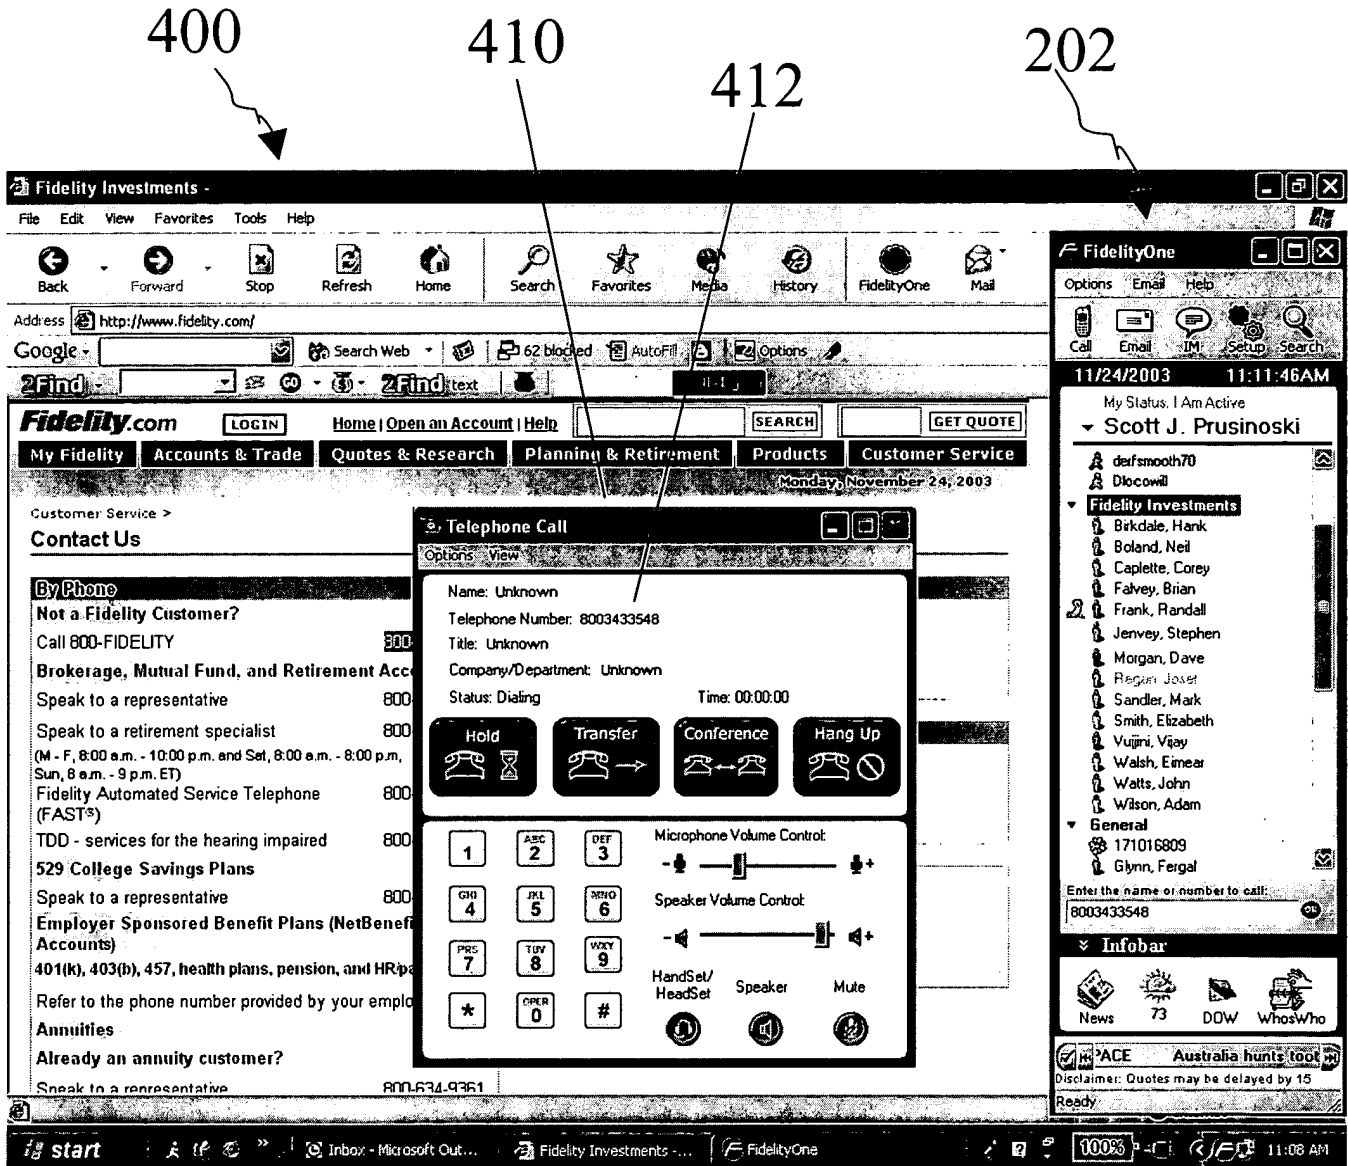 400
410
412
202
Fidelity Investments -
File Edit View Favorites Tools Help
Back Forward Stop Refresh Home Search Favorites Media History FidelityOne Mail
Address http://www.fidelity.com/
Google Search Web 62 blocked AutoFill Options
2Find GO 2Find text
Fidelity.com LOGIN Home | Open an Account | Help SEARCH GET QUOTE
My Fidelity Accounts & Trade Quotes & Research Planning & Retirement Products Customer Service
Monday, November 24, 2003
Customer Service >
Contact Us
By Phone
Not a Fidelity Customer?
Call 800-FIDELITY 800-
Brokerage, Mutual Fund, and Retirement Acco
Speak to a representative 800-
Speak to a retirement specialist 800-
(M - F, 8:00 a.m. - 10:00 p.m. and Sat, 8:00 a.m. - 8:00 p.m,
Sun, 8 a.m. - 9 p.m. ET)
Fidelity Automated Service Telephone 800-
(FAST®)
TDD - services for the hearing impaired 800-
529 College Savings Plans
Speak to a representative 800-
Employer Sponsored Benefit Plans (NetBenefi
Accounts)
401(k), 403(b), 457, health plans, pension, and HR/pa
Refer to the phone number provided by your emplo
Annuities
Already an annuity customer?
Speak to a representative 800-634-9361
Telephone Call
Options View
Name: Unknown
Telephone Number: 8003433548
Title: Unknown
Company/Department: Unknown
Status: Dialing Time: 00:00:00
Hold Transfer Conference Hang Up
1 ABC 2 DEF 3
GHI 4 JKL 5 MNO 6
PRS 7 TUV 8 WXY 9
* OPER 0 #
Microphone Volume Control:
- +
Speaker Volume Control:
- +
HandSet/
HeadSet Speaker Mute
FidelityOne
Options Email Help
Call Email IM Setup Search
11/24/2003 11:11:46AM
My Status: I Am Active
Scott J. Prusinoski
derfsmooth70
Dlocowill
Fidelity Investments
Birkdale, Hank
Boland, Neil
Caplette, Corey
Falvey, Brian
Frank, Randall
Jenvey, Stephen
Morgan, Dave
Sandler, Mark
Smith, Elizabeth
Vujjini, Vijay
Walsh, Eimear
Watts, John
Wilson, Adam
General
171016809
Glynn, Fergal
Enter the name or number to call:
8003433548
Infobar
News 73 DOW WhosWho
PACE Australia hunts toot
Disclaimer: Quotes may be delayed by 15
Ready
start » Inbox - Microsoft Out... Fidelity Investments -... FidelityOne 100% 11:08 AM